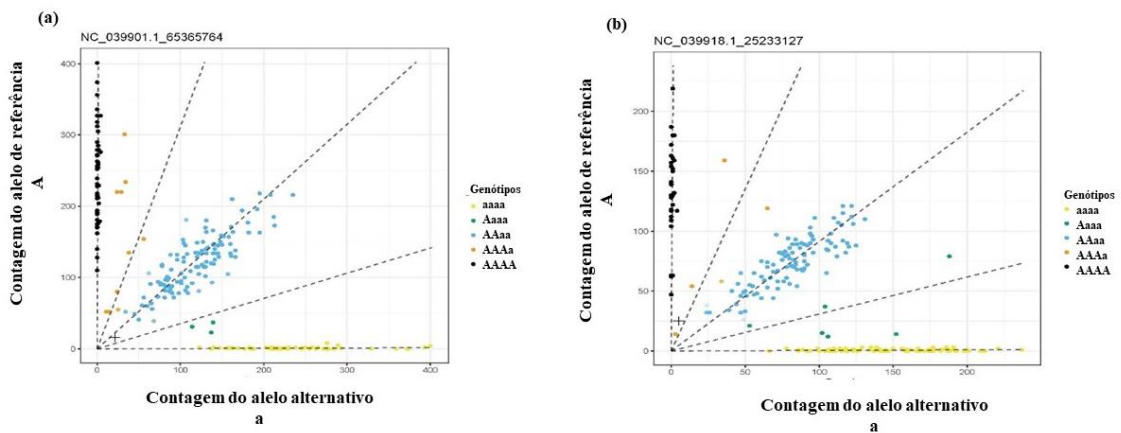 (a)
NC_039901.1_65365764
Contagem do alelo de referência
A
400
300
200
100
0
0
100
200
300
400
Contagem do alelo alternativo
a
Genótipos
aaaa
Aaaa
AAaa
AAAa
AAAA
(b)
NC_039918.1_25233127
Contagem do alelo de referência
A
200
150
100
50
0
0
50
100
150
200
Contagem do alelo alternativo
a
Genótipos
aaaa
Aaaa
AAaa
AAAa
AAAA